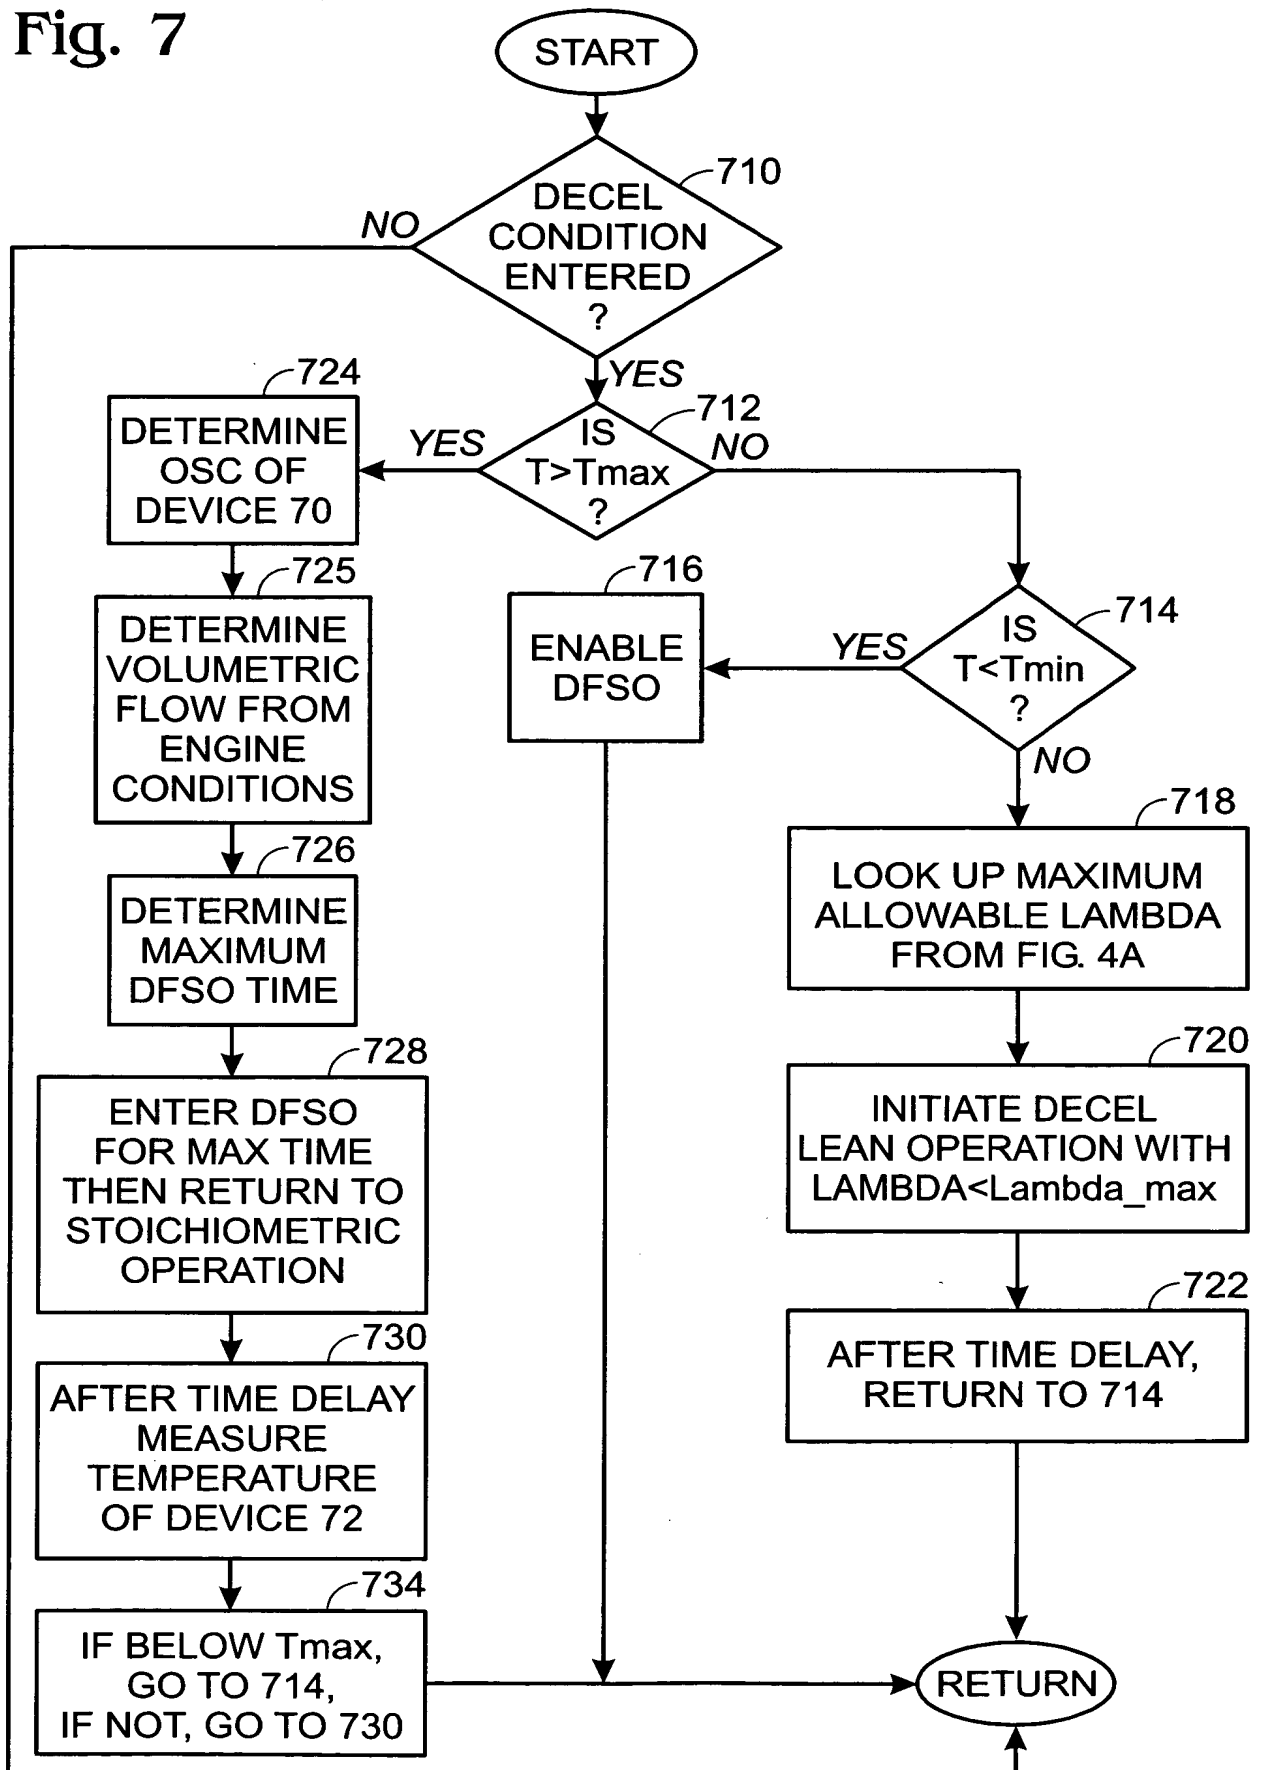 Fig. 7
START
710
DECEL
CONDITION
ENTERED
?
NO
YES
724
DETERMINE
OSC OF
DEVICE 70
YES
712
IS
T>Tmax
?
NO
725
DETERMINE
VOLUMETRIC
FLOW FROM
ENGINE
CONDITIONS
716
ENABLE
DFSO
YES
714
IS
T<Tmin
?
NO
726
DETERMINE
MAXIMUM
DFSO TIME
718
LOOK UP MAXIMUM
ALLOWABLE LAMBDA
FROM FIG. 4A
728
ENTER DFSO
FOR MAX TIME
THEN RETURN TO
STOICHIOMETRIC
OPERATION
720
INITIATE DECEL
LEAN OPERATION WITH
LAMBDA<Lambda_max
730
AFTER TIME DELAY
MEASURE
TEMPERATURE
OF DEVICE 72
722
AFTER TIME DELAY,
RETURN TO 714
734
IF BELOW Tmax,
GO TO 714,
IF NOT, GO TO 730
RETURN